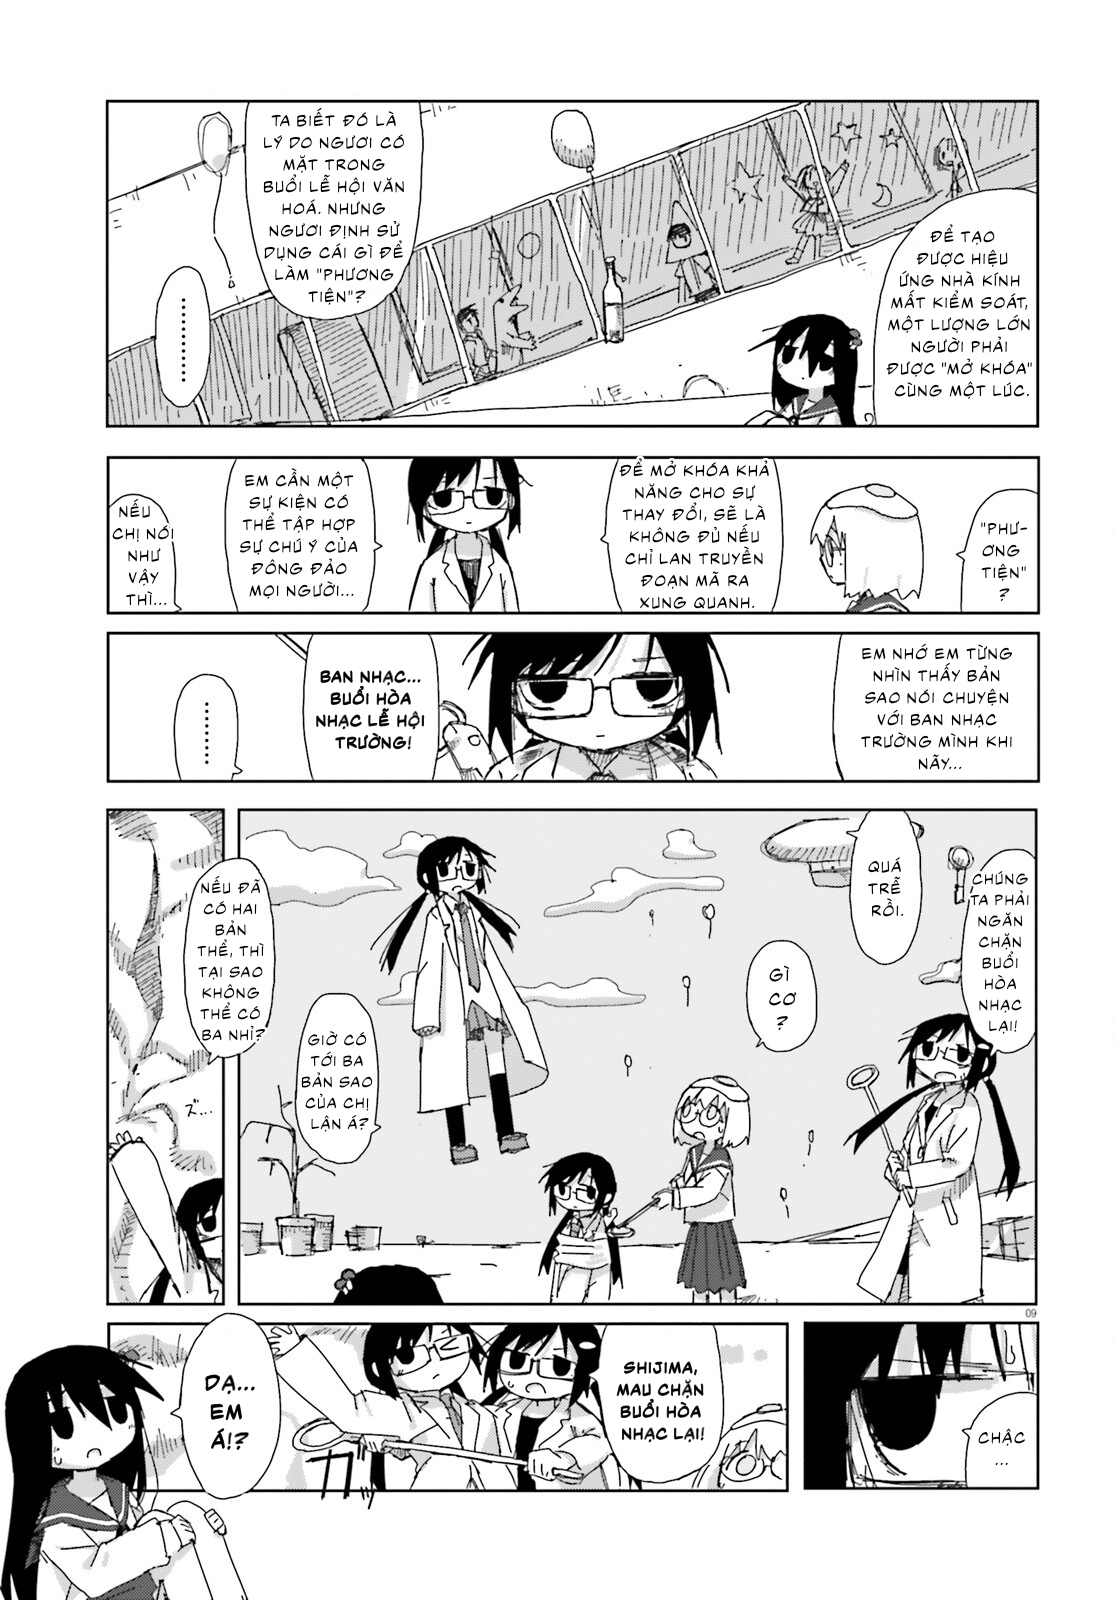 ĐỂ TẠO
ĐƯỢC HIỆU
ỨNG NHÀ KÍNH
MẤT KIỂM SOÁT,
MỘT LƯỢNG LỚN
NGƯỜI PHẢI
ĐƯỢC "MỞ KHÓA"
CÙNG MỘT LÚC.
TA BIẾT ĐÓ LÀ
LÝ DO NGƯƠI CÓ
MẶT TRONG
BUỔI LỄ HỘI VĂN
HOÁ. NHƯNG
NGƯƠI ĐỊNH SỬ
DỤNG CÁI GÌ ĐỂ
LÀM "PHƯƠNG
TIỆN"?
.........
"PHƯ-
ƠNG
TIỆN"
?
ĐỂ MỞ KHÓA KHẢ
NĂNG CHO SỰ
THAY ĐỔI, SẼ LÀ
KHÔNG ĐỦ NẾU
CHỈ LAN TRUYỀN
ĐOẠN MÃ RA
XUNG QUANH.
EM CẦN MỘT
SỰ KIỆN CÓ
THỂ TẬP HỢP
SỰ CHÚ Ý CỦA
ĐÔNG ĐẢO
MỌI NGƯỜI...
NẾU
CHỊ NÓI
NHƯ
VẬY
THÌ...
EM NHỚ EM TỪNG
NHÌN THẤY BẢN
SAO NÓI CHUYỆN
VỚI BAN NHẠC
TRƯỜNG MÌNH KHI
NÃY...
BAN NHẠC...
BUỔI HÒA
NHẠC LỄ HỘI
TRƯỜNG!
.........
CHÚNG
TA PHẢI
NGĂN
CHẶN
BUỔI
HÒA
NHẠC
LẠI!
QUÁ
TRỄ
RỒI.
GÌ
CƠ
?
GIỜ CÓ
TỚI BA
BẢN SAO
CỦA CHỊ
LẬN Á?
NẾU ĐÃ
CÓ HAI
BẢN
THỂ, THÌ
TẠI SAO
KHÔNG
THỂ CÓ
BA NHỈ?
ズ...
09
CHẬC
...
SHIJIMA,
MAU CHẶN
BUỔI HÒA
NHẠC LẠI!
ガッ
DẠ...
EM
Á!?